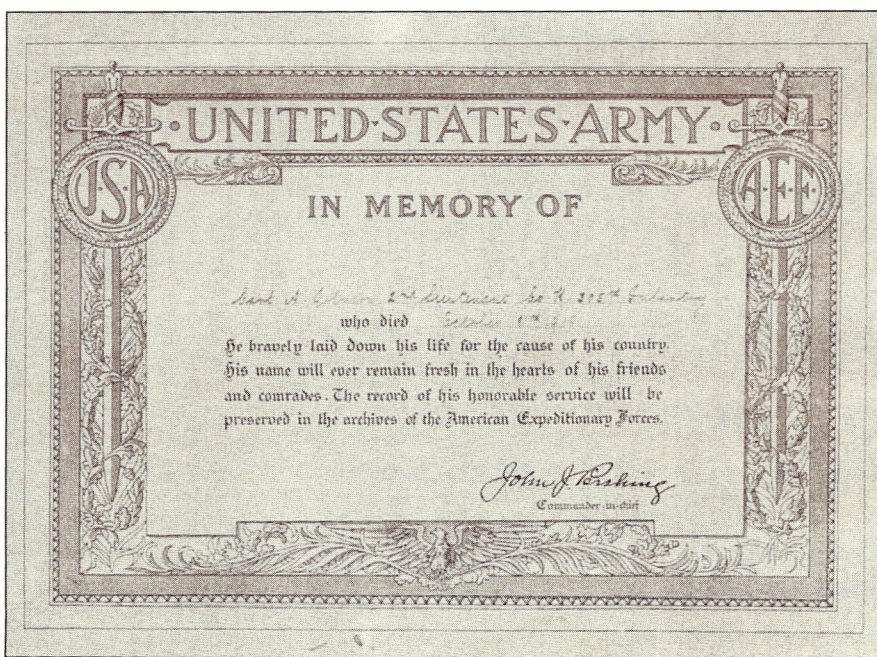 UNITED·STATES·ARMY
U·S·A
A·E·F·
IN MEMORY OF
A. 2nd Lieutenant Co Infantry
who died October
He bravely laid down his life for the cause of his country.
His name will ever remain fresh in the hearts of his friends
and comrades. The record of his honorable service will be
preserved in the archives of the American Expeditionary Forces.
John J Pershing
Commander-in-chief